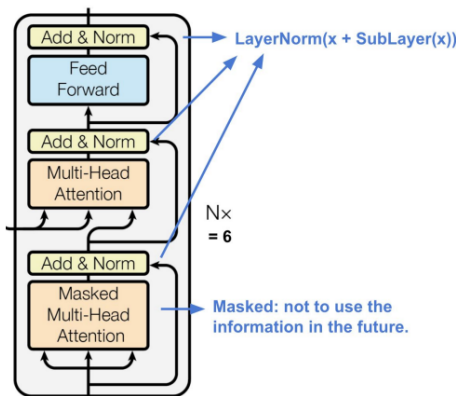 Add & Norm
LayerNorm(x + SubLayer(x))
Feed
Forward
Add & Norm
Multi-Head
Attention
N×
= 6
Add & Norm
Masked
Multi-Head
Attention
Masked: not to use the
information in the future.